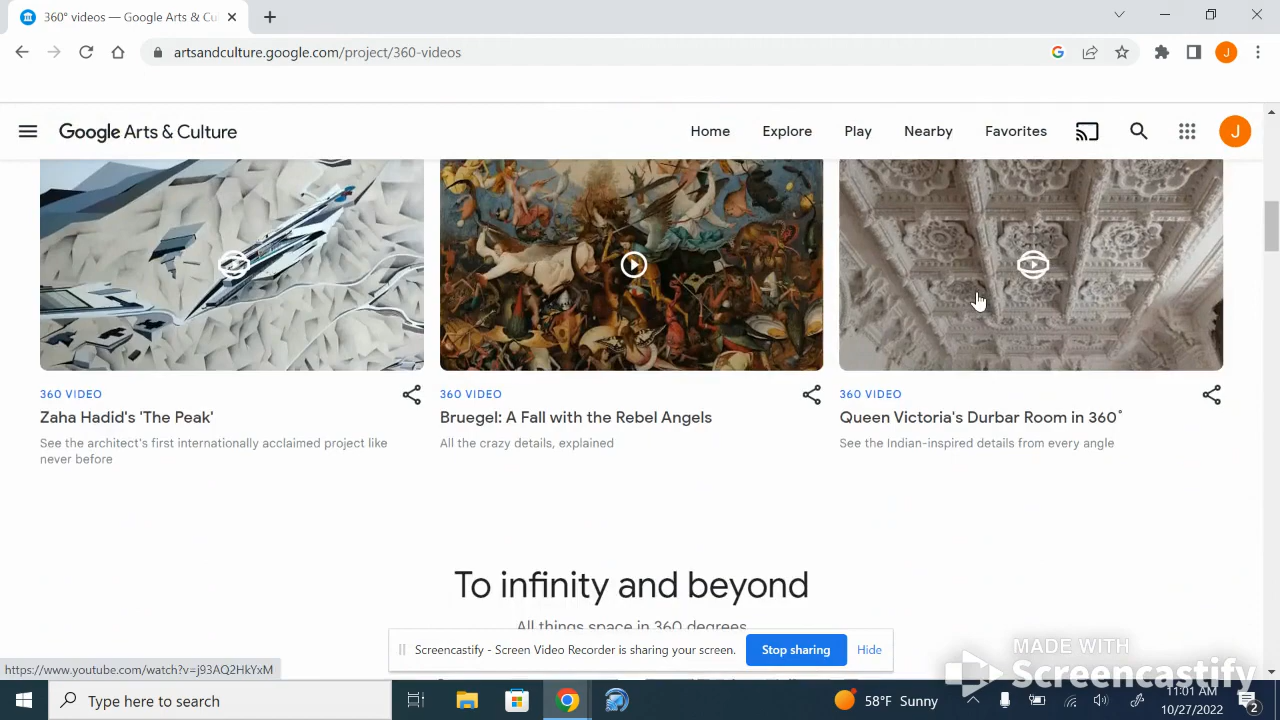 360° videos — Google Arts & Cu
artsandculture.google.com/project/360-videos
J
Google Arts & Culture
Home
Explore
Play
Nearby
Favorites
J
360 VIDEO
Zaha Hadid's 'The Peak'
See the architect's first internationally acclaimed project like
never before
360 VIDEO
Bruegel: A Fall with the Rebel Angels
All the crazy details, explained
360 VIDEO
Queen Victoria's Durbar Room in 360°
See the Indian-inspired details from every angle
To infinity and beyond
All things space in 360 degrees
Screencastify - Screen Video Recorder is sharing your screen.
Stop sharing
Hide
https://www.youtube.com/watch?v=j93AQ2HkYxM
MADE WITH
Screencastify
Type here to search
58°F Sunny
11:01 AM
10/27/2022
2